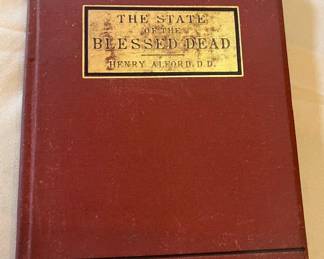 THE STATE
OF THE
BLESSED DEAD
HENRY ALFORD, D.D.